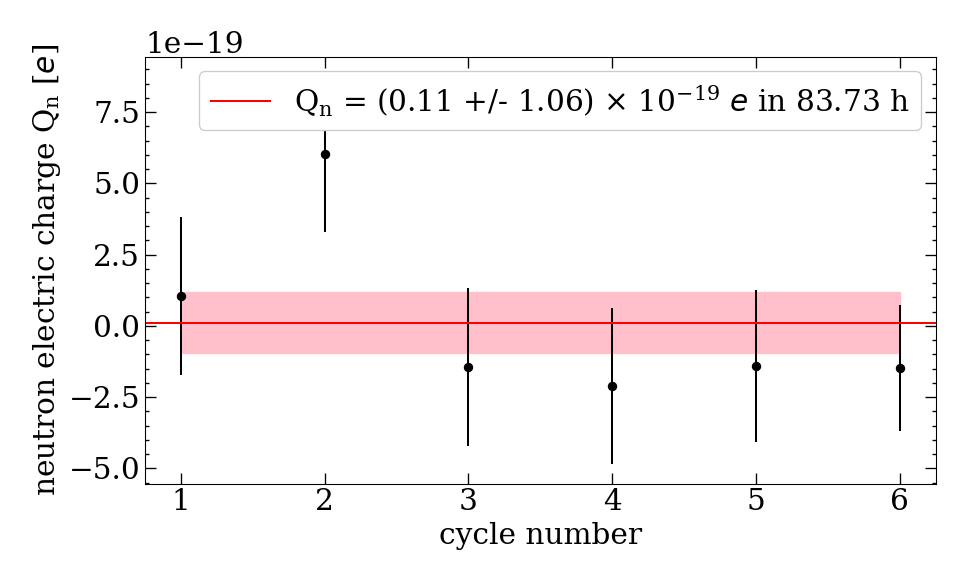 1e−19
neutron electric charge Qn [e]
Qn = (0.11 +/- 1.06) × 10⁻¹⁹ e in 83.73 h
7.5
5.0
2.5
0.0
−2.5
−5.0
1 2 3 4 5 6
cycle number